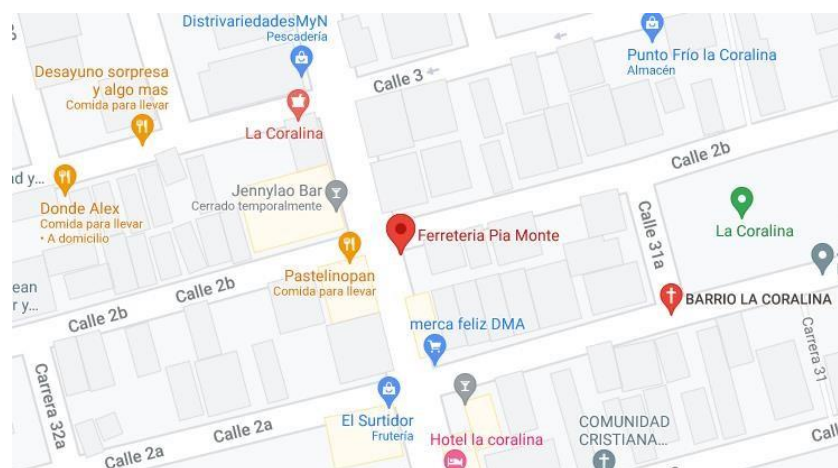 DistrivariedadesMyN
Pescadería
Desayuno sorpresa
y algo mas
Comida para llevar
Calle 3
Punto Frío la Coralina
Almacén
La Coralina
Calle 2b
d y...
Donde Alex
Comida para llevar
• A domicilio
Jennylao Bar
Cerrado temporalmente
Ferreteria Pia Monte
Calle 31a
La Coralina
Pastelinopan
Comida para llevar
Calle 2b
Calle 2b
ean
r y...
BARRIO LA CORALINA
merca feliz DMA
Carrera 32a
Carrera 31
El Surtidor
Frutería
Calle 2a
Calle 2a
Hotel la coralina
COMUNIDAD
CRISTIANA...
Call